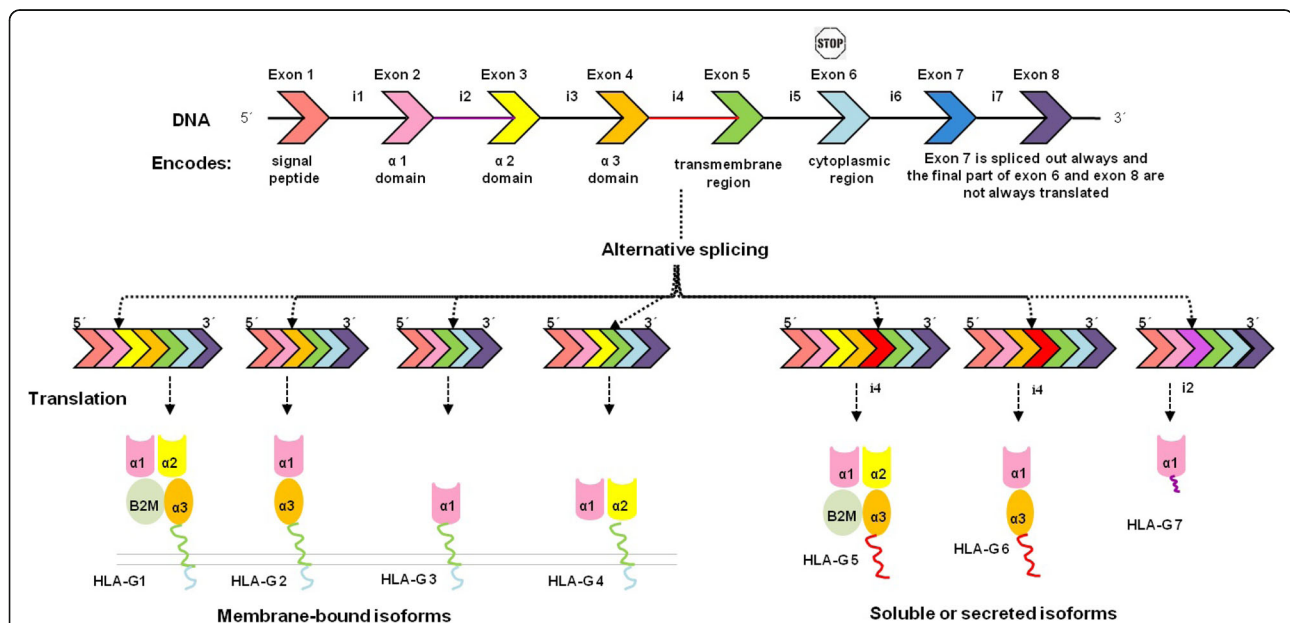 STOP
Exon 1 Exon 2 Exon 3 Exon 4 Exon 5 Exon 6 Exon 7 Exon 8
i1 i2 i3 i4 i5 i6 i7
DNA 5´ 3´
Encodes:
signal
peptide
α 1
domain
α 2
domain
α 3
domain
transmembrane
region
cytoplasmic
region
Exon 7 is spliced out always and
the final part of exon 6 and exon 8 are
not always translated
Alternative splicing
5´ 3´ 5´ 3´ 5´ 3´ 5´ 3´ 5´ 3´ 5´ 3´ 5´ 3´
i4 i4 i2
Translation
α1 α2
B2M α3
HLA-G1
α1
α3
HLA-G2
α1
HLA-G3
α1 α2
HLA-G4
α1 α2
B2M α3
HLA-G5
α1
α3
HLA-G6
α1
HLA-G7
Membrane-bound isoforms
Soluble or secreted isoforms